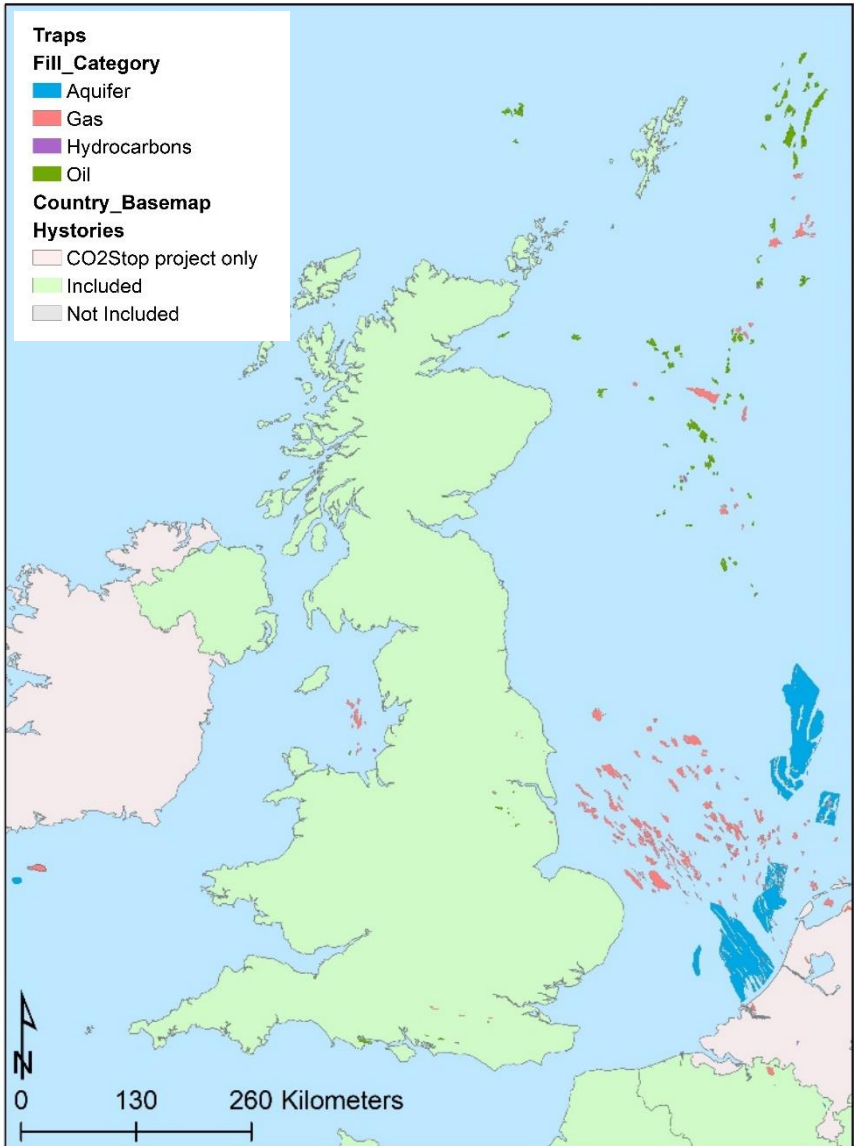 Traps
Fill_Category
Aquifer
Gas
Hydrocarbons
Oil
Country_Basemap
Hystories
CO2Stop project only
Included
Not Included
N
0 130 260 Kilometers